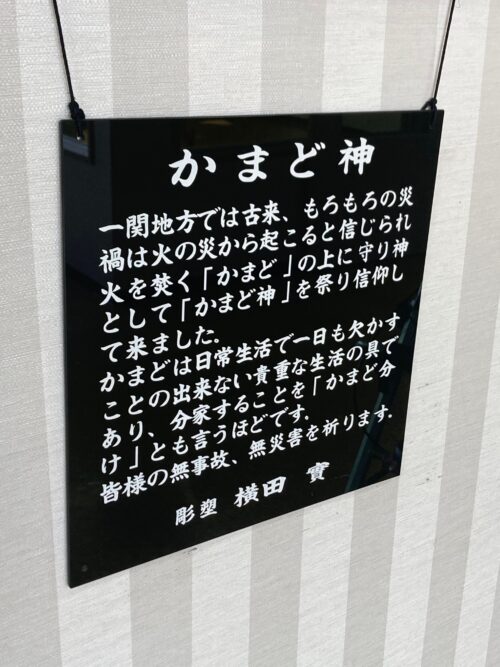 かまど神
一関地方では古来、もろもろの災
禍は火の災から起こると信じられ
火を焚く「かまど」の上に守り神
として「かまど神」を祭り信仰し
て来ました.
かまどは日常生活で一日も欠かす
ことの出来ない貴重な生活の具で
あり、分家することを「かまど分
け」とも言うほどです.
皆様の無事故、無災害を祈ります.
彫塑 横田 實